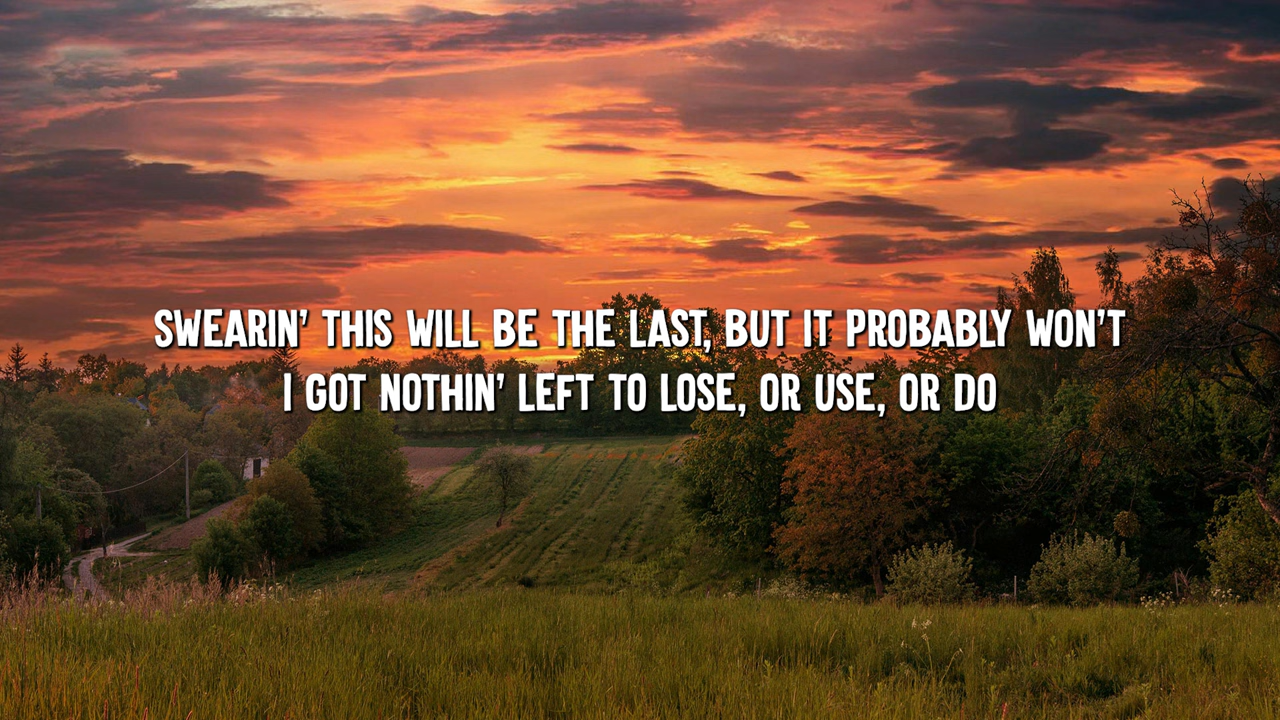 SWEARIN' THIS WILL BE THE LAST, BUT IT PROBABLY WON'T
I GOT NOTHIN' LEFT TO LOSE, OR USE, OR DO